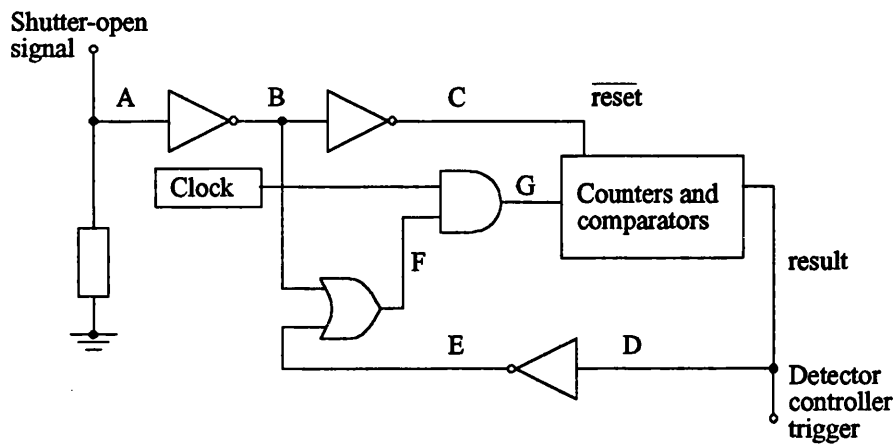 Shutter-open
signal
A
B
C
reset
Clock
G
Counters and
comparators
F
result
E
D
Detector
controller
trigger